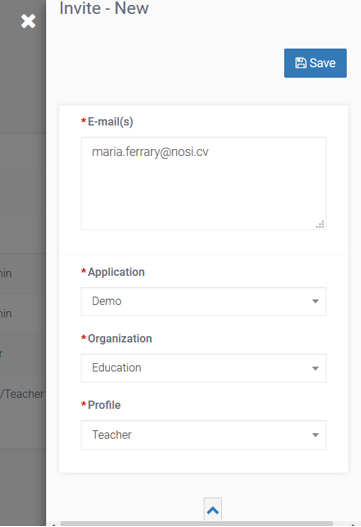 Invite - New
Save
*E-mail(s)
maria.ferrary@nosi.cv
*Application
Demo
*Organization
Education
*Profile
Teacher
nin
nin
r
/Teacher